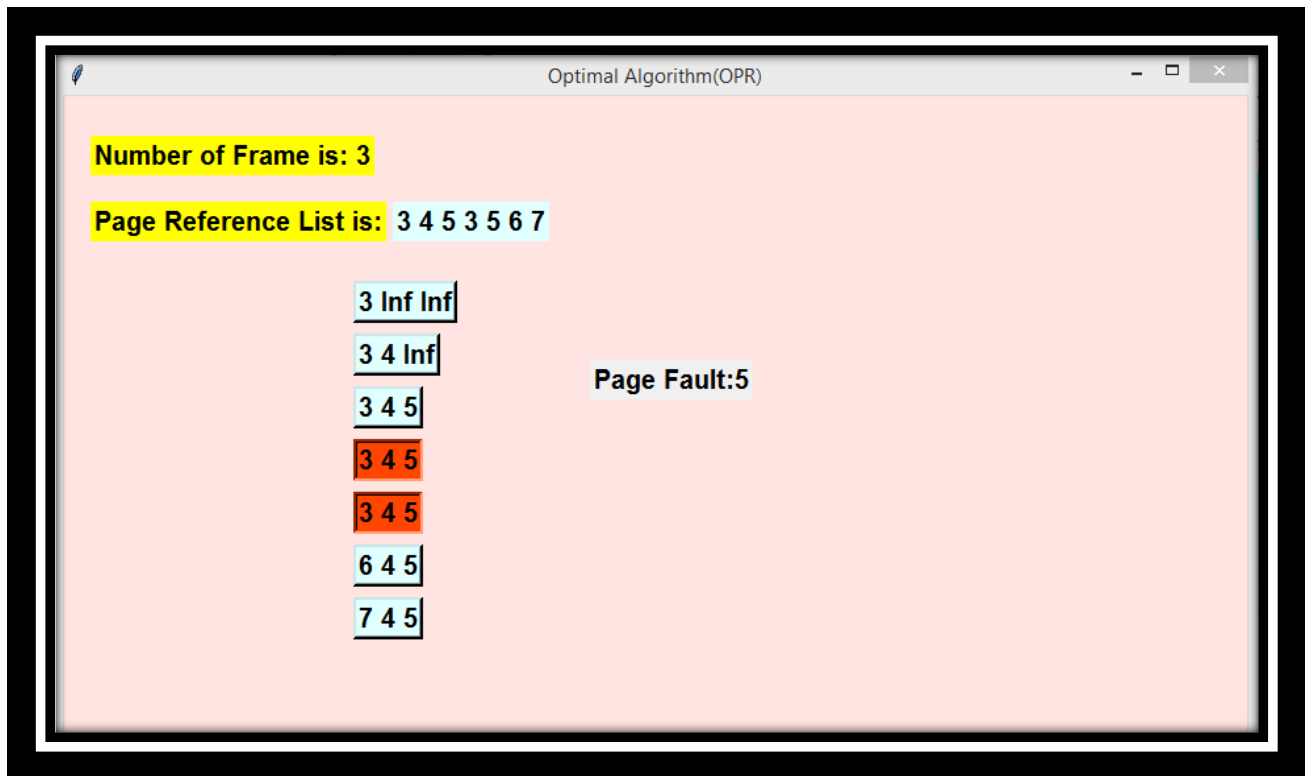 Optimal Algorithm(OPR)
Number of Frame is: 3
Page Reference List is: 3 4 5 3 5 6 7
3 Inf Inf
3 4 Inf
Page Fault:5
3 4 5
3 4 5
3 4 5
6 4 5
7 4 5